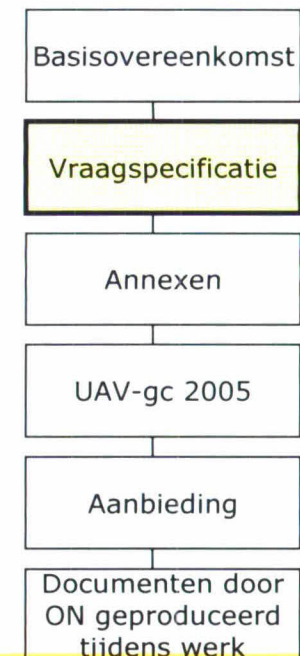 Basisovereenkomst
Vraagspecificatie
Annexen
UAV-gc 2005
Aanbieding
Documenten door
ON geproduceerd
tijdens werk